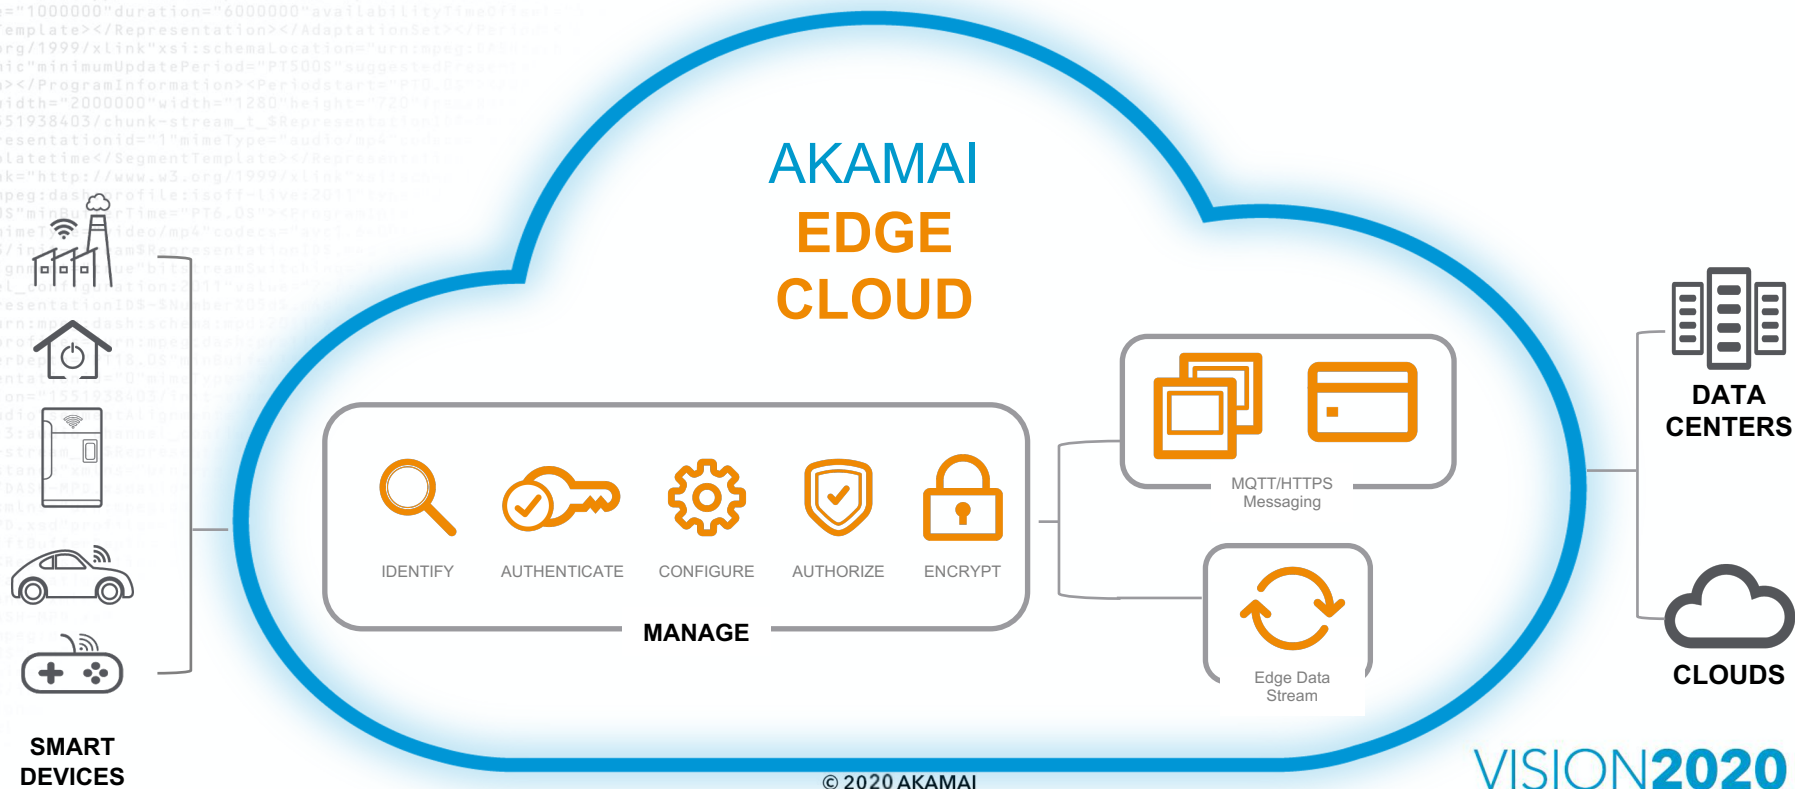 AKAMAI
EDGE
CLOUD
IDENTIFY
AUTHENTICATE
CONFIGURE
AUTHORIZE
ENCRYPT
MANAGE
MQTT/HTTPS
Messaging
Edge Data
Stream
SMART
DEVICES
DATA
CENTERS
CLOUDS
© 2020 AKAMAI
VISION2020